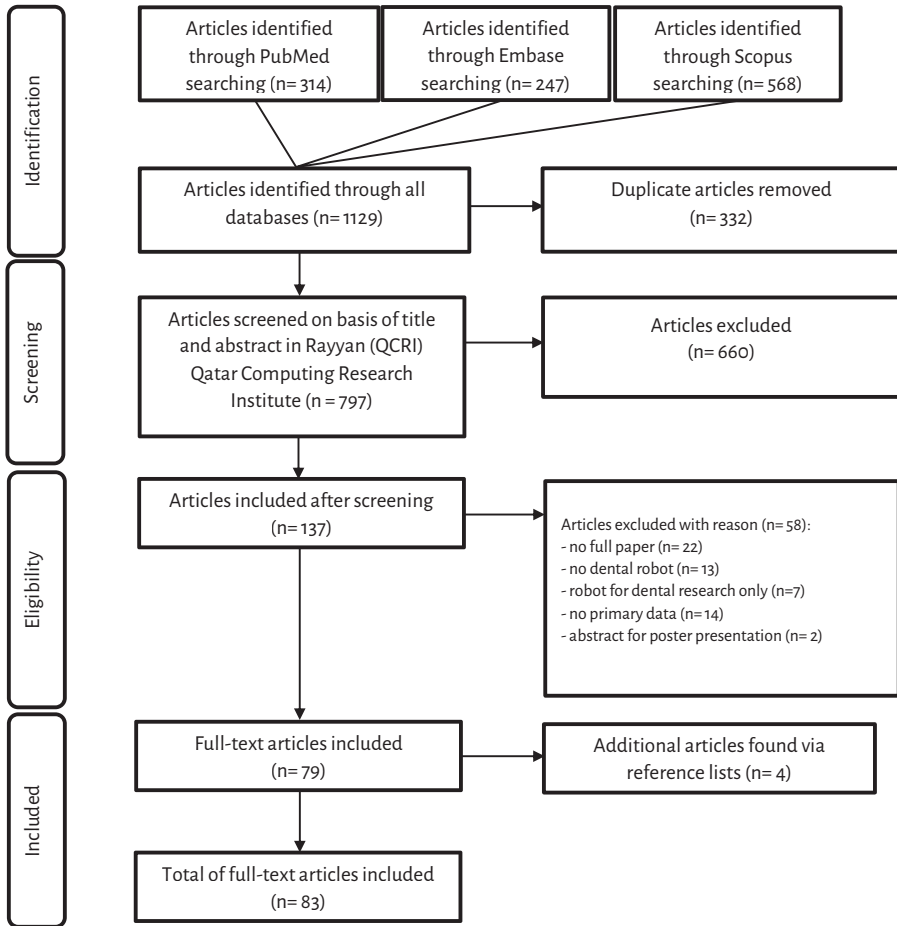 Identification
Articles identified
through PubMed
searching (n= 314)
Articles identified
through Embase
searching (n= 247)
Articles identified
through Scopus
searching (n= 568)
Articles identified through all
databases (n= 1129)
Duplicate articles removed
(n= 332)
Screening
Articles screened on basis of title
and abstract in Rayyan (QCRI)
Qatar Computing Research
Institute (n = 797)
Articles excluded
(n= 660)
Eligibility
Articles included after screening
(n= 137)
Articles excluded with reason (n= 58):
- no full paper (n= 22)
- no dental robot (n= 13)
- robot for dental research only (n=7)
- no primary data (n= 14)
- abstract for poster presentation (n= 2)
Included
Full-text articles included
(n= 79)
Additional articles found via
reference lists (n= 4)
Total of full-text articles included
(n= 83)